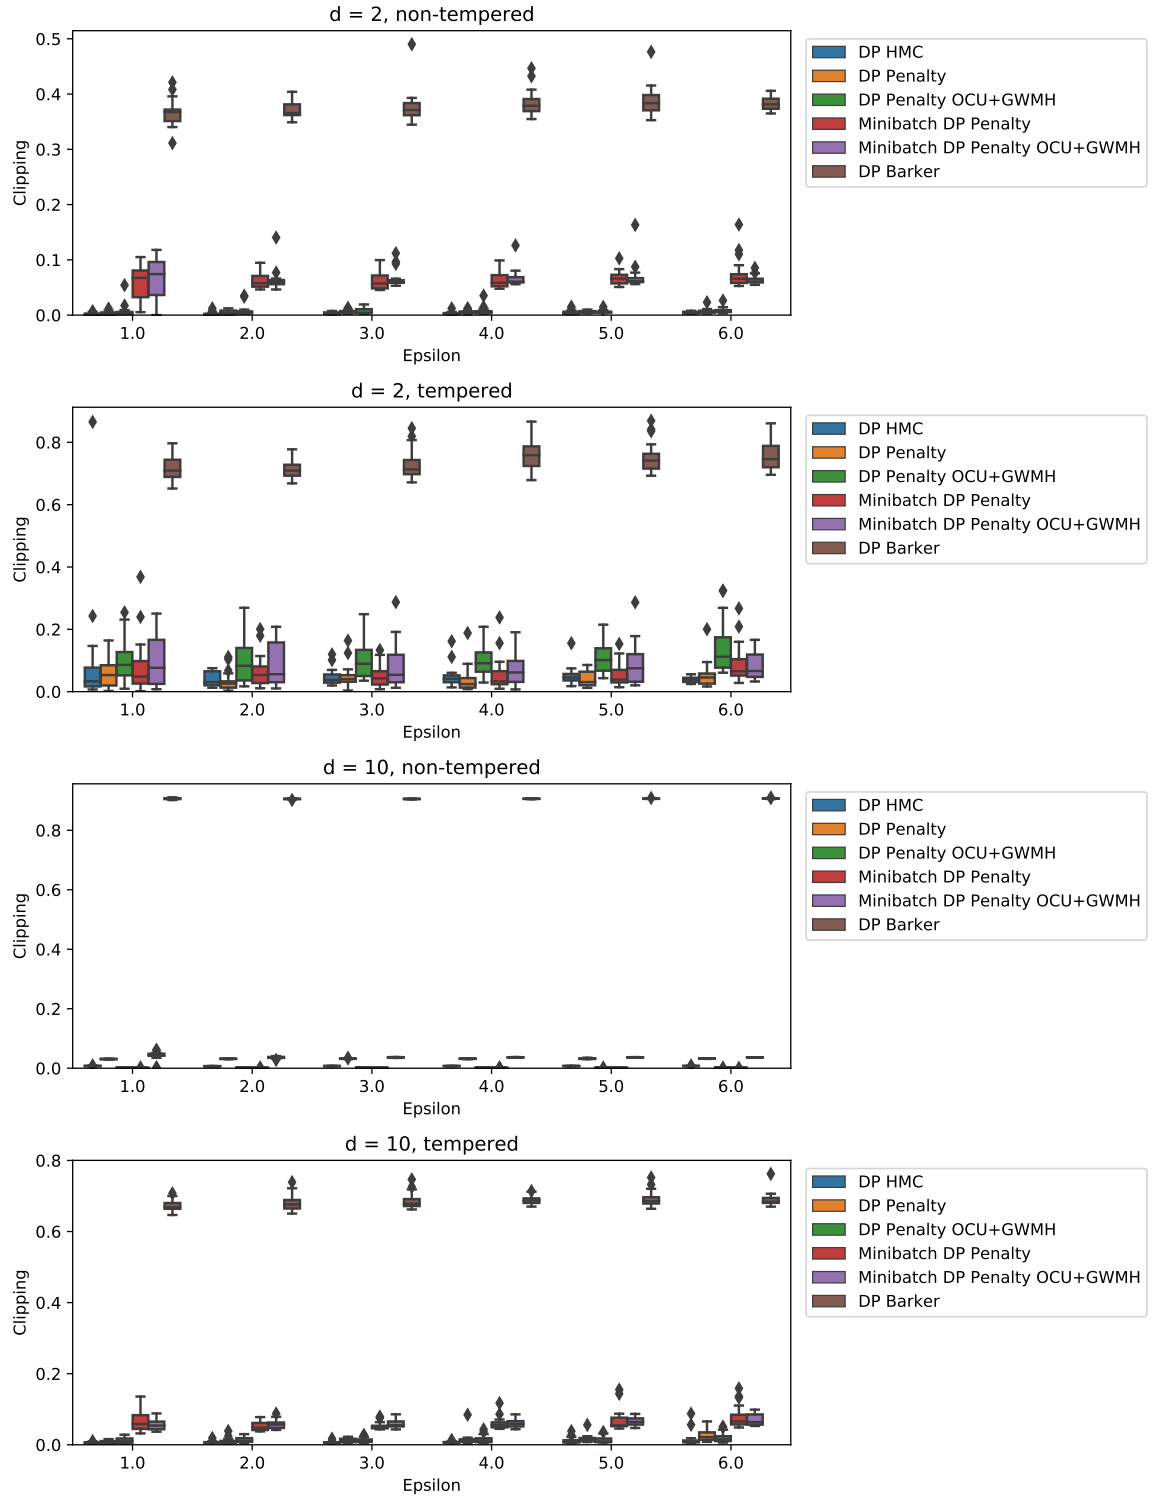 d = 2, non-tempered
0.5
0.4
0.3
0.2
0.1
0.0
Clipping
1.0 2.0 3.0 4.0 5.0 6.0
Epsilon
DP HMC
DP Penalty
DP Penalty OCU+GWMH
Minibatch DP Penalty
Minibatch DP Penalty OCU+GWMH
DP Barker
d = 2, tempered
0.8
0.6
0.4
0.2
0.0
Clipping
1.0 2.0 3.0 4.0 5.0 6.0
Epsilon
DP HMC
DP Penalty
DP Penalty OCU+GWMH
Minibatch DP Penalty
Minibatch DP Penalty OCU+GWMH
DP Barker
d = 10, non-tempered
0.8
0.6
0.4
0.2
0.0
Clipping
1.0 2.0 3.0 4.0 5.0 6.0
Epsilon
DP HMC
DP Penalty
DP Penalty OCU+GWMH
Minibatch DP Penalty
Minibatch DP Penalty OCU+GWMH
DP Barker
d = 10, tempered
0.8
0.6
0.4
0.2
0.0
Clipping
1.0 2.0 3.0 4.0 5.0 6.0
Epsilon
DP HMC
DP Penalty
DP Penalty OCU+GWMH
Minibatch DP Penalty
Minibatch DP Penalty OCU+GWMH
DP Barker